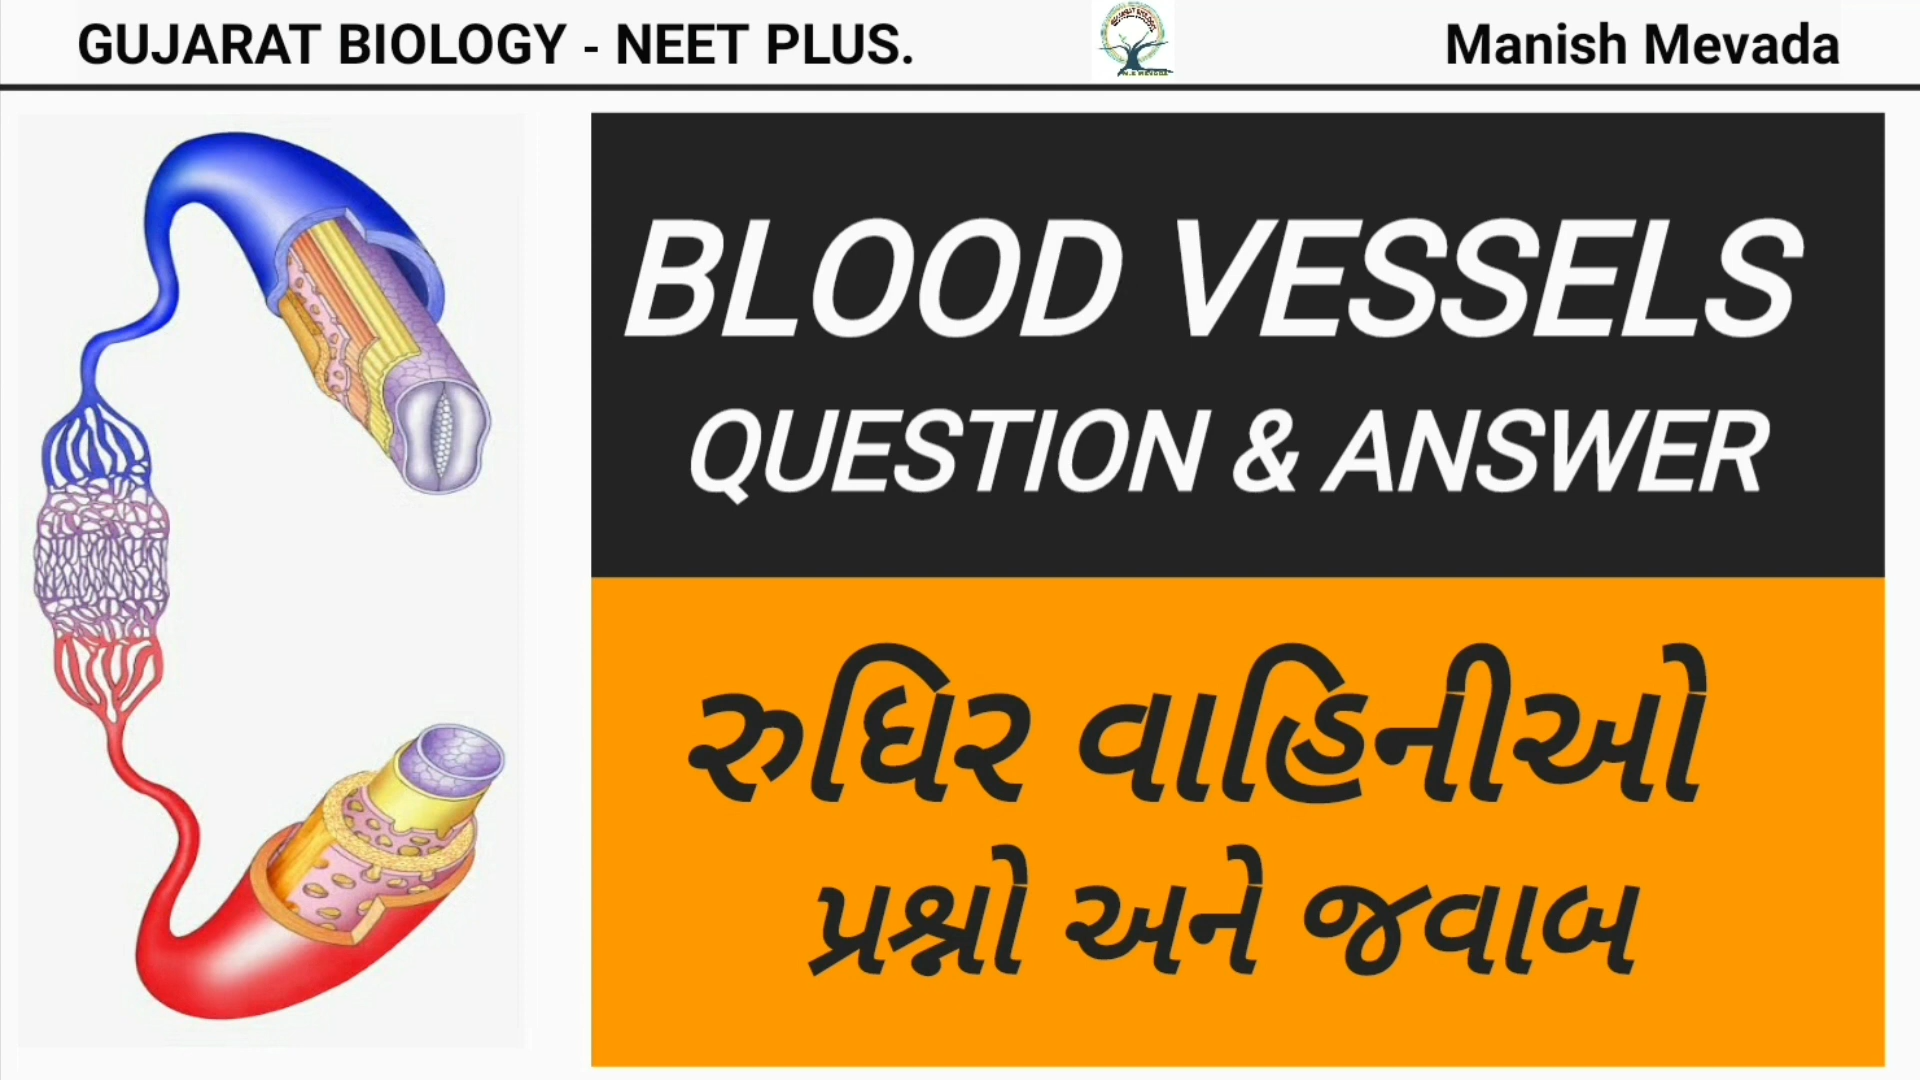 GUJARAT BIOLOGY - NEET PLUS.
Manish Mevada
BLOOD VESSELS
QUESTION & ANSWER
રુધિર વાહિનીઓ
પ્રશ્નો અને જવાબ